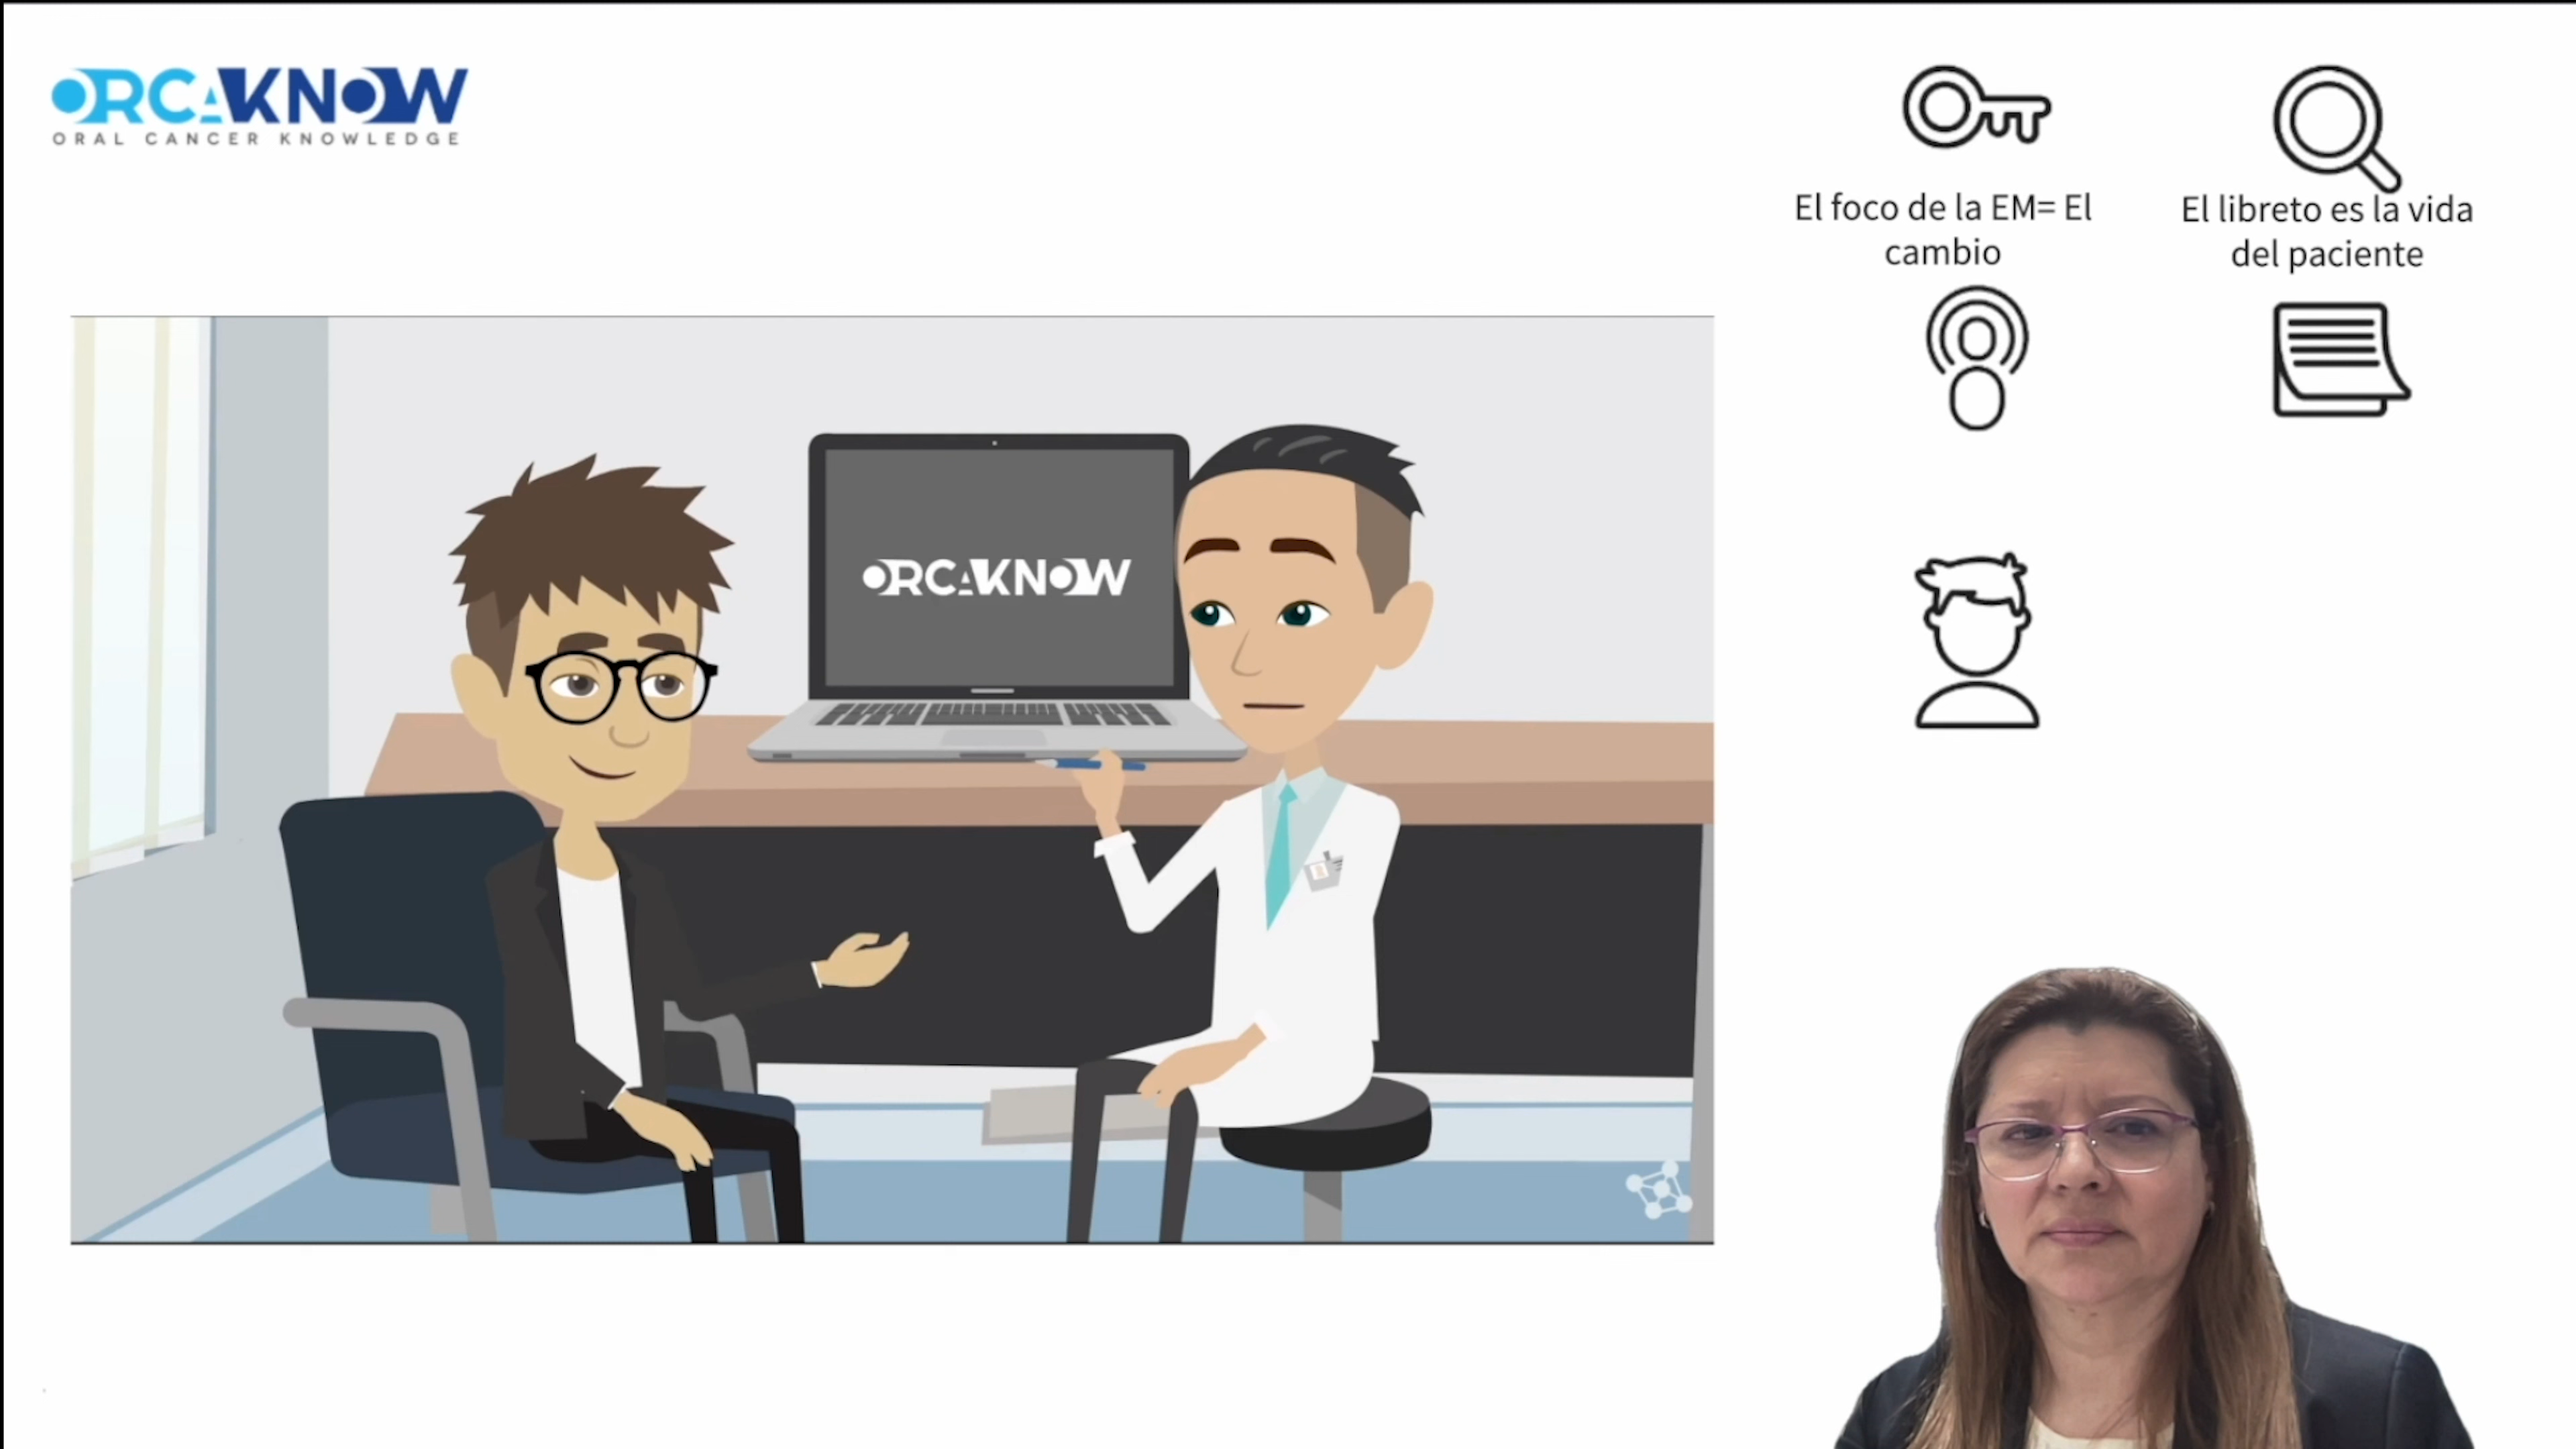 ORCAKNOW
ORAL CANCER KNOWLEDGE
El foco de la EM= El
cambio
El libreto es la vida
del paciente
ORCAKNOW